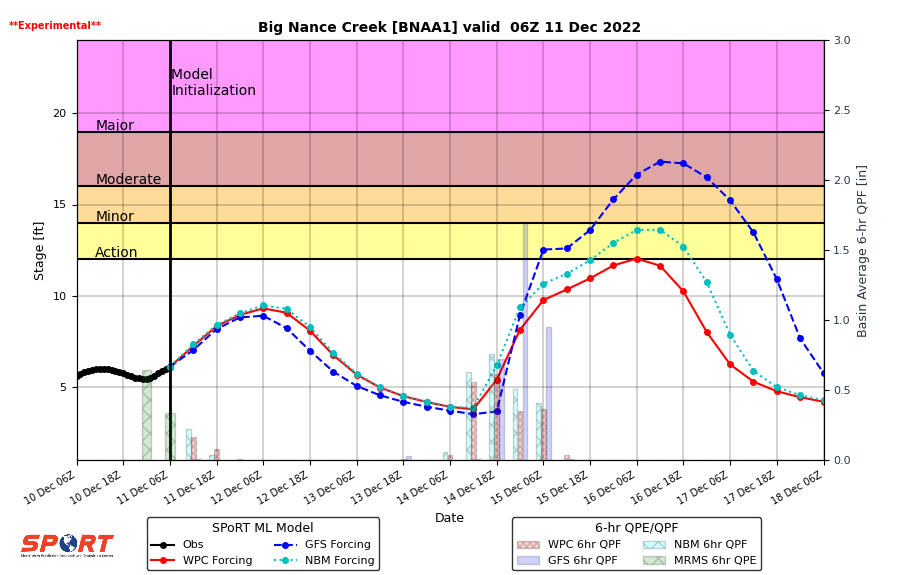 **Experimental**
Big Nance Creek [BNAA1] valid  06Z 11 Dec 2022
Model
Initialization
Major
Moderate
Minor
Action
Stage [ft]
20
15
10
5
3.0
2.5
2.0
1.5
1.0
0.5
0.0
Basin Average 6-hr QPF [in]
10 Dec 06Z
10 Dec 18Z
11 Dec 06Z
11 Dec 18Z
12 Dec 06Z
12 Dec 18Z
13 Dec 06Z
13 Dec 18Z
14 Dec 06Z
14 Dec 18Z
15 Dec 06Z
15 Dec 18Z
16 Dec 06Z
16 Dec 18Z
17 Dec 06Z
17 Dec 18Z
18 Dec 06Z
Date
SPoRT
SPoRT ML Model
Obs
WPC Forcing
GFS Forcing
NBM Forcing
6-hr QPE/QPF
WPC 6hr QPF
GFS 6hr QPF
NBM 6hr QPF
MRMS 6hr QPE